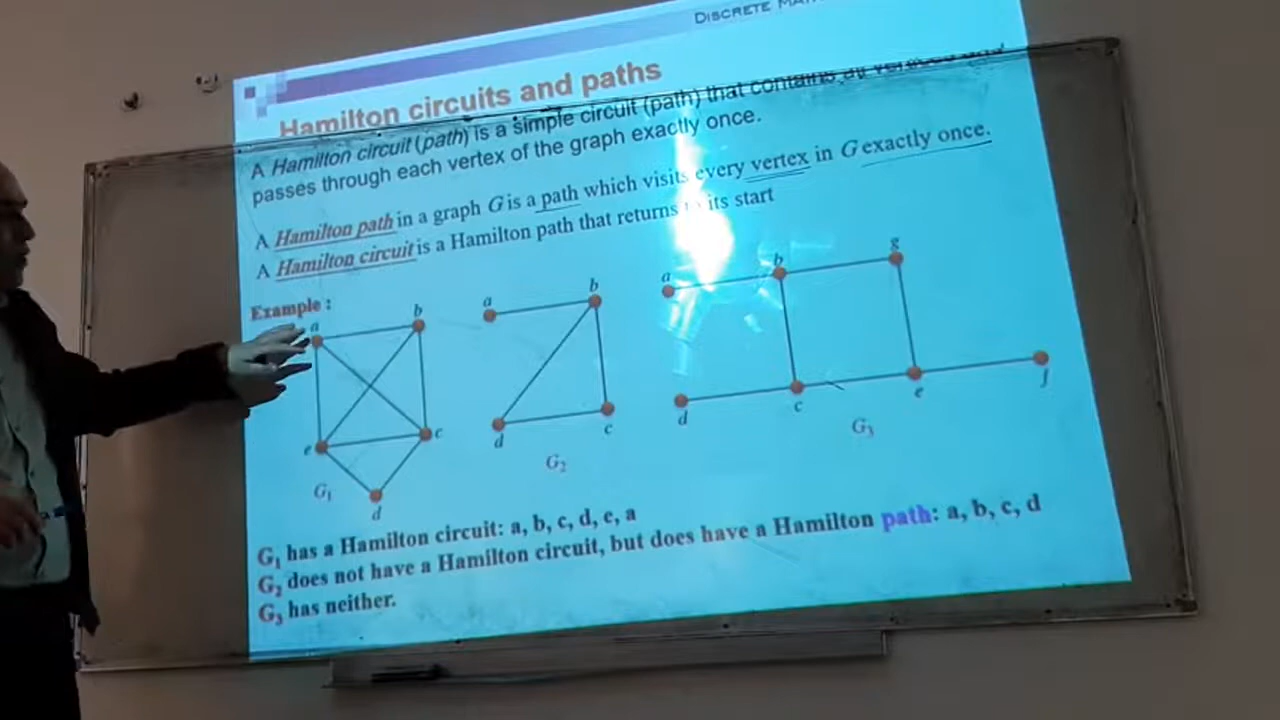 DISCRETE
Hamilton circuits and paths
A Hamilton circuit (path) is a simple circuit (path) that contains all vertices and
passes through each vertex of the graph exactly once.
A Hamilton path in a graph G is a path which visits every vertex in G exactly once.
A Hamilton circuit is a Hamilton path that returns to its start
Example :
a b
e c
d
G₁
a b
d c
G₂
a b g
d c e f
G₃
G₁ has a Hamilton circuit: a, b, c, d, e, a
G₂ does not have a Hamilton circuit, but does have a Hamilton path: a, b, c, d
G₃ has neither.